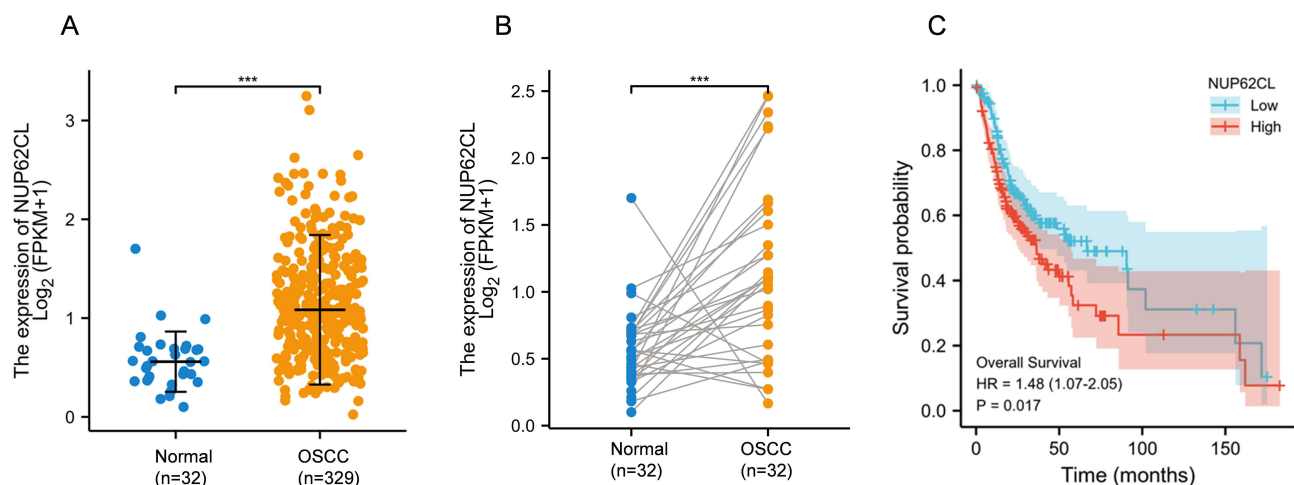 A
The expression of NUP62CL
Log2 (FPKM+1)
3
2
1
0
***
Normal
(n=32)
OSCC
(n=329)
B
The expression of NUP62CL
Log2 (FPKM+1)
2.5
2.0
1.5
1.0
0.5
0.0
***
Normal
(n=32)
OSCC
(n=32)
C
Survival probability
1.0
0.8
0.6
0.4
0.2
0.0
NUP62CL
Low
High
Overall Survival
HR = 1.48 (1.07-2.05)
P = 0.017
0
50
100
150
Time (months)